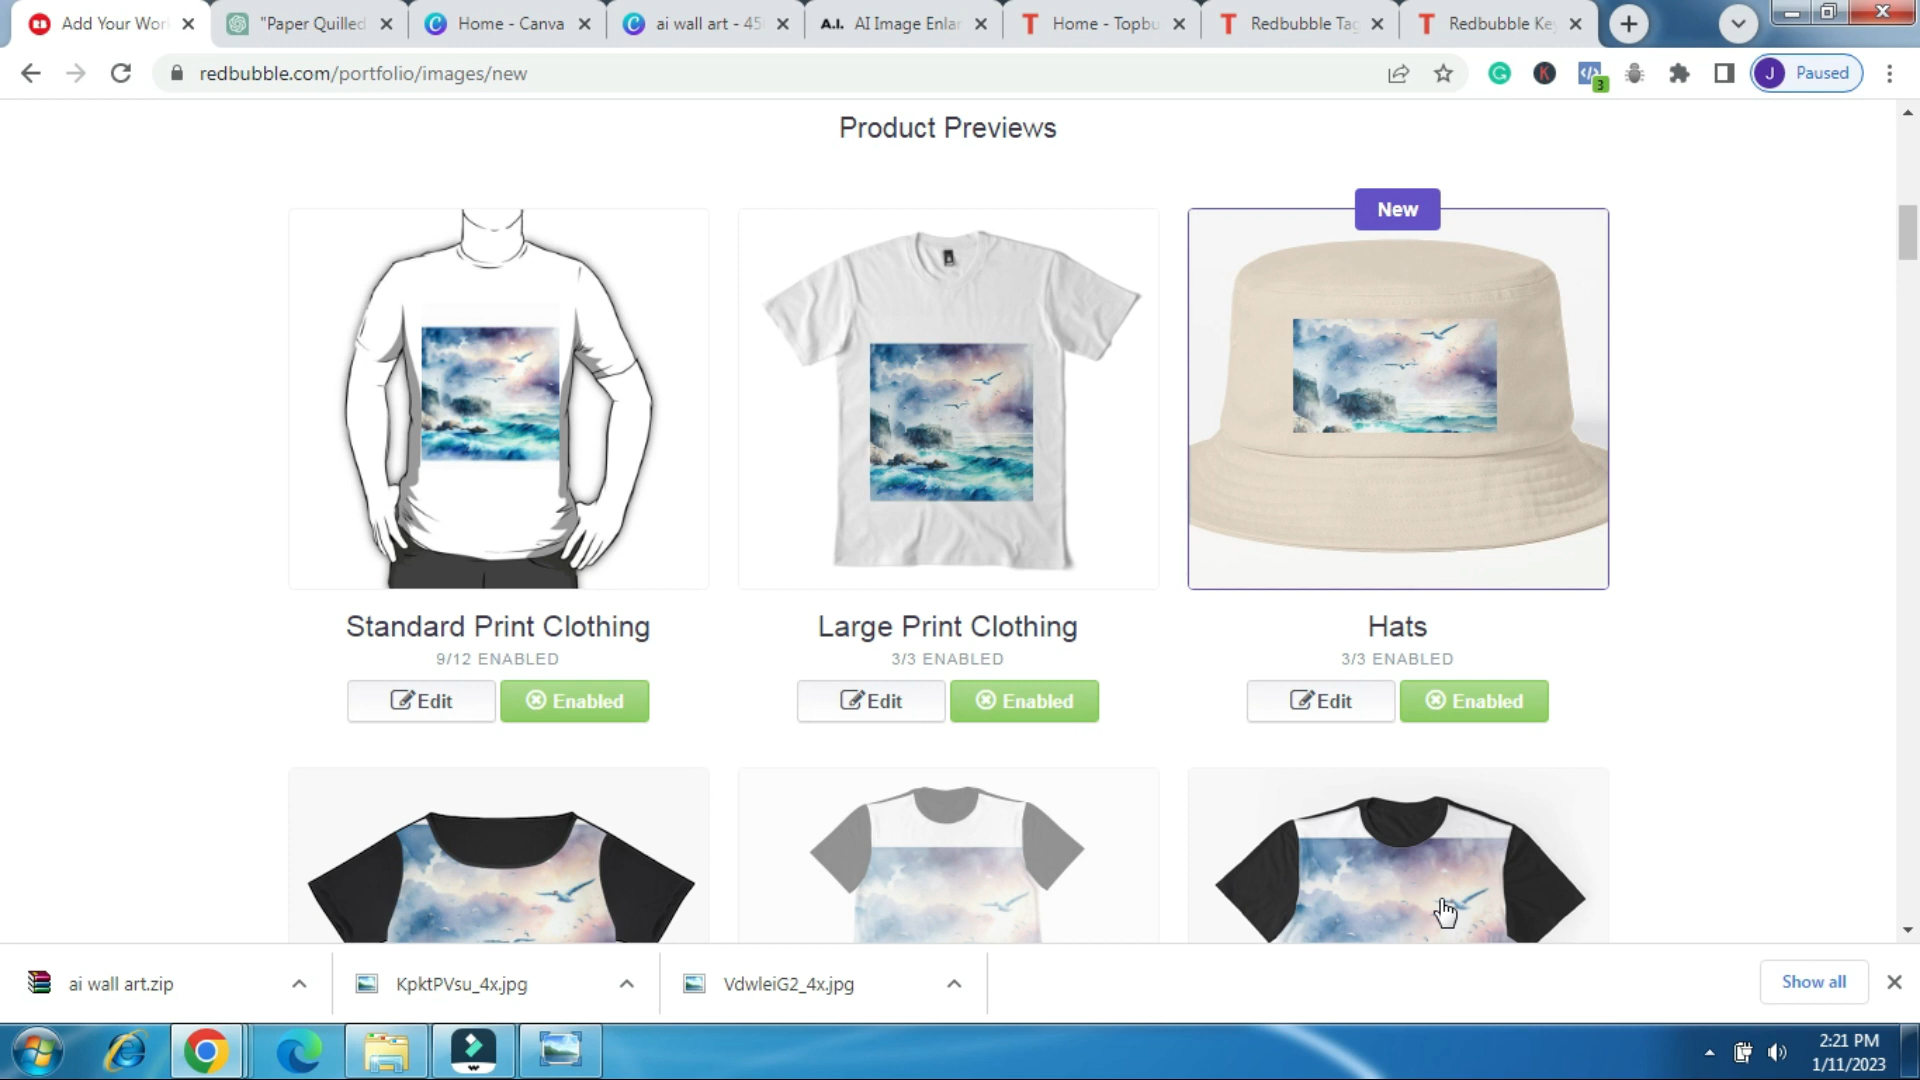 Add Your Wor
"Paper Quilled
Home - Canva
ai wall art - 45
A.I. AI Image Enlar
T Home - Topbu
T Redbubble Tag
T Redbubble Key
redbubble.com/portfolio/images/new
3
J Paused
Product Previews
New
Standard Print Clothing
Large Print Clothing
Hats
9/12 ENABLED
3/3 ENABLED
3/3 ENABLED
Edit
Enabled
Edit
Enabled
Edit
Enabled
ai wall art.zip
KpktPVsu_4x.jpg
VdwleiG2_4x.jpg
Show all
2:21 PM
1/11/2023